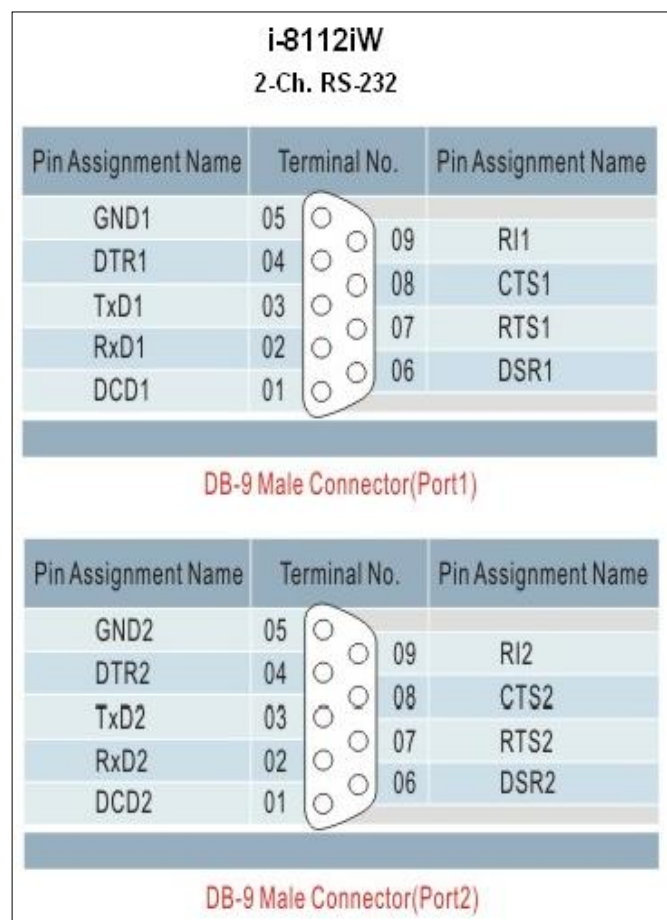 i-8112iW
2-Ch. RS-232
Pin Assignment Name Terminal No. Pin Assignment Name
GND1 05
09 RI1
DTR1 04
08 CTS1
TxD1 03
07 RTS1
RxD1 02
06 DSR1
DCD1 01
DB-9 Male Connector(Port1)
Pin Assignment Name Terminal No. Pin Assignment Name
GND2 05
09 RI2
DTR2 04
08 CTS2
TxD2 03
07 RTS2
RxD2 02
06 DSR2
DCD2 01
DB-9 Male Connector(Port2)